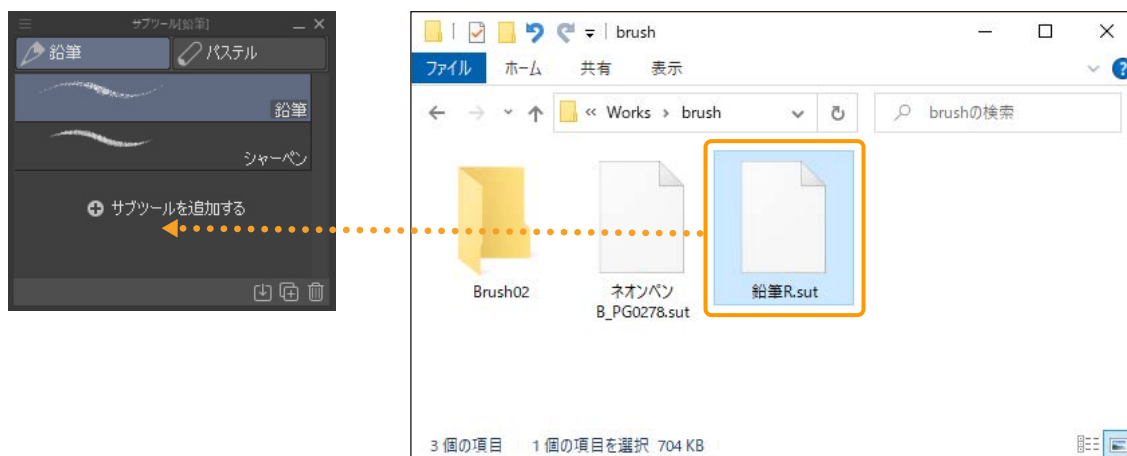 サブツール[鉛筆]
鉛筆
パステル
鉛筆
シャーペン
サブツールを追加する
brush
ファイル ホーム 共有 表示
« Works › brush
brushの検索
Brush02
ネオンペン
B_PG0278.sut
鉛筆R.sut
3 個の項目 1 個の項目を選択 704 KB